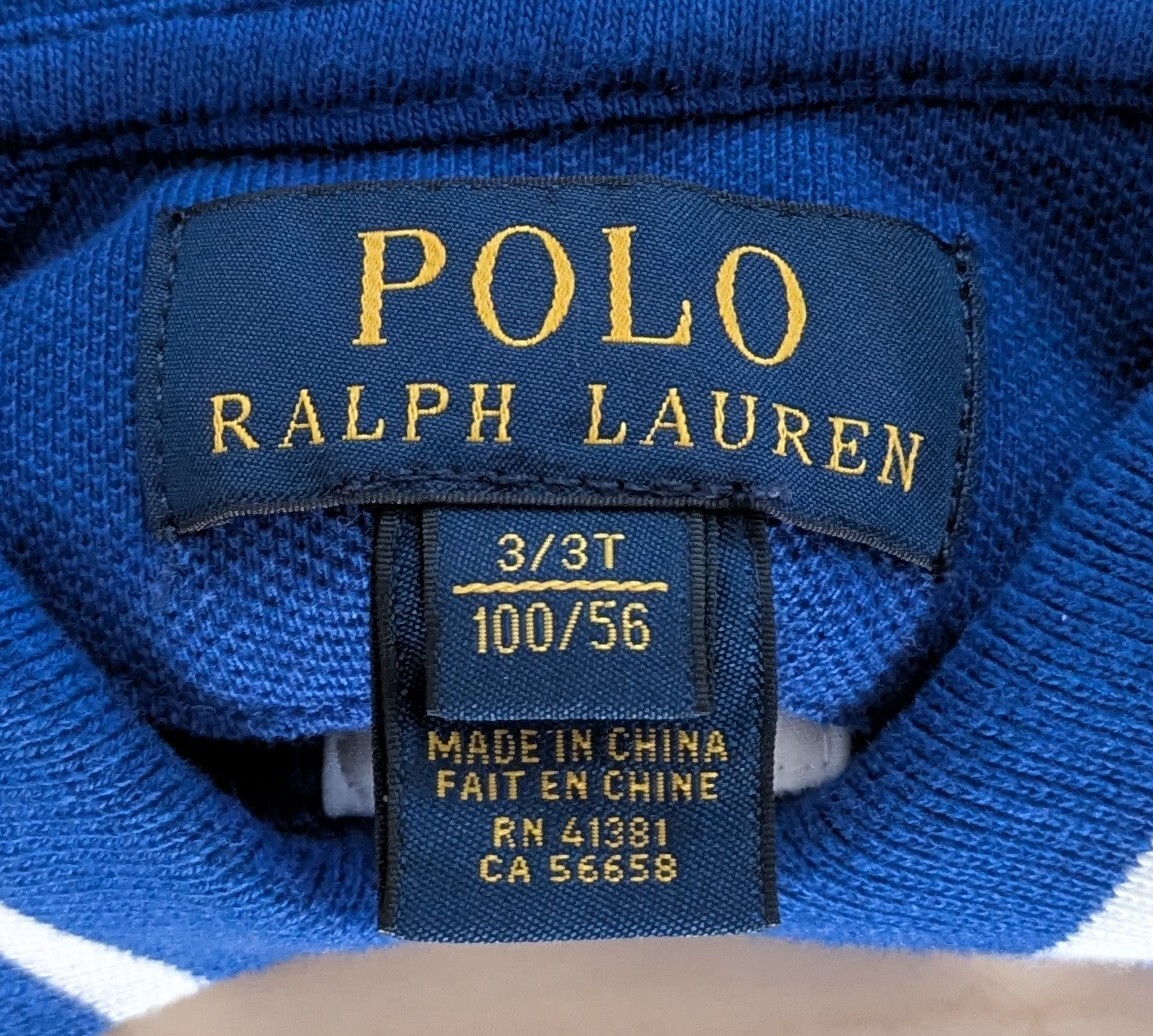 POLO
RALPH LAUREN
3/3T
100/56
MADE IN CHINA
FAIT EN CHINE
RN 41381
CA 56658